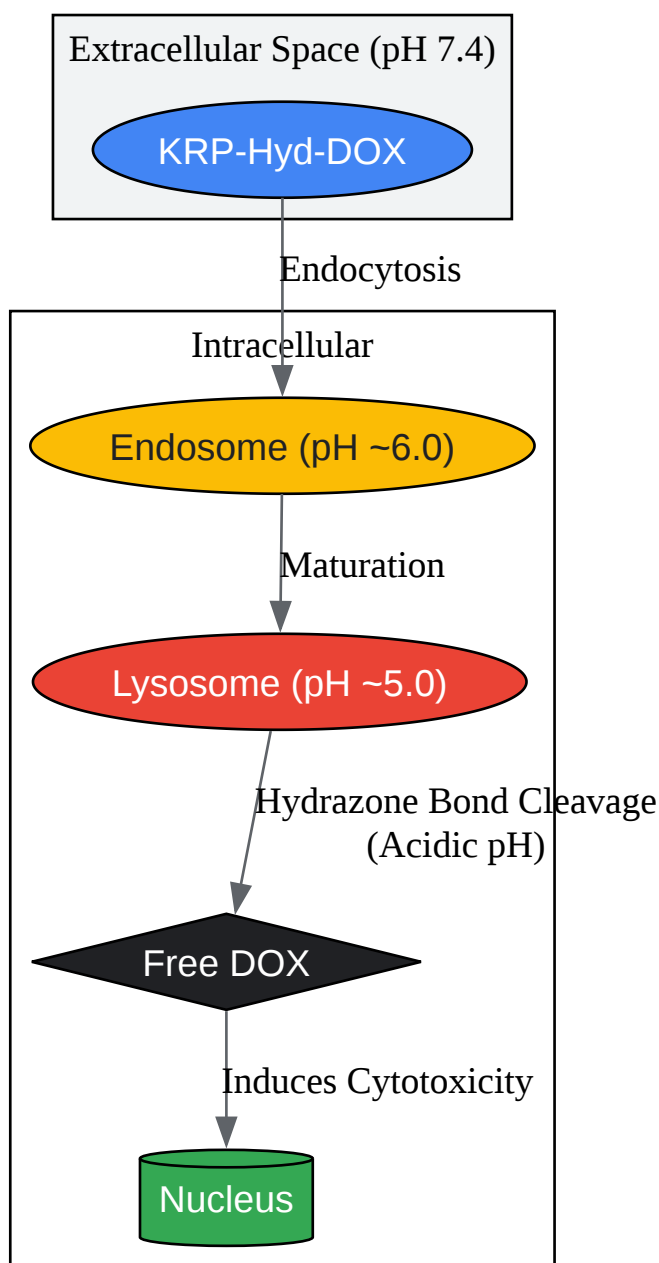 Extracellular Space (pH 7.4)
KRP-Hyd-DOX
Endocytosis
Intracellular
Endosome (pH ~6.0)
Maturation
Lysosome (pH ~5.0)
Hydrazone Bond Cleavage
(Acidic pH)
Free DOX
Induces Cytotoxicity
Nucleus